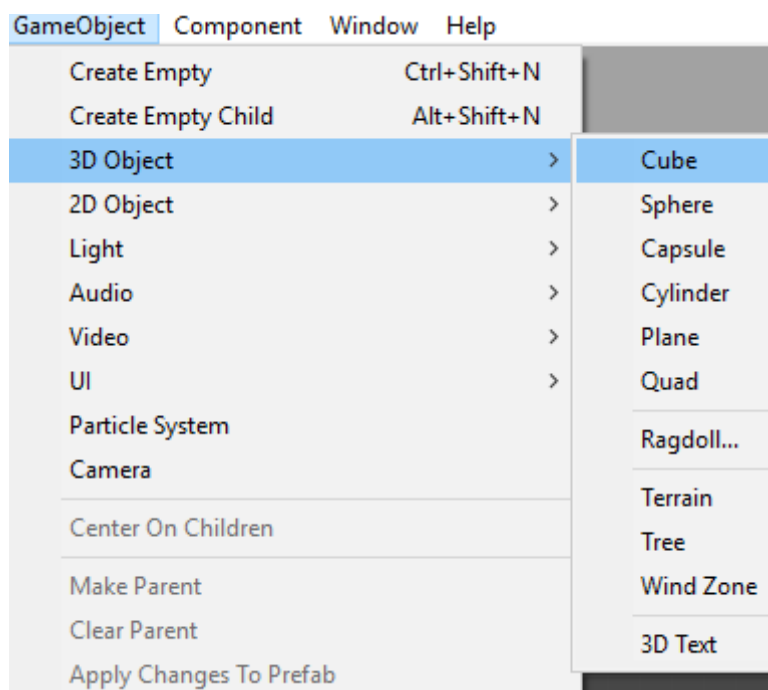 GameObject Component Window Help
Create Empty Ctrl+Shift+N
Create Empty Child Alt+Shift+N
3D Object > Cube
2D Object > Sphere
Light > Capsule
Audio > Cylinder
Video > Plane
UI > Quad
Particle System
Ragdoll...
Camera
Terrain
Center On Children
Tree
Make Parent Wind Zone
Clear Parent
3D Text
Apply Changes To Prefab